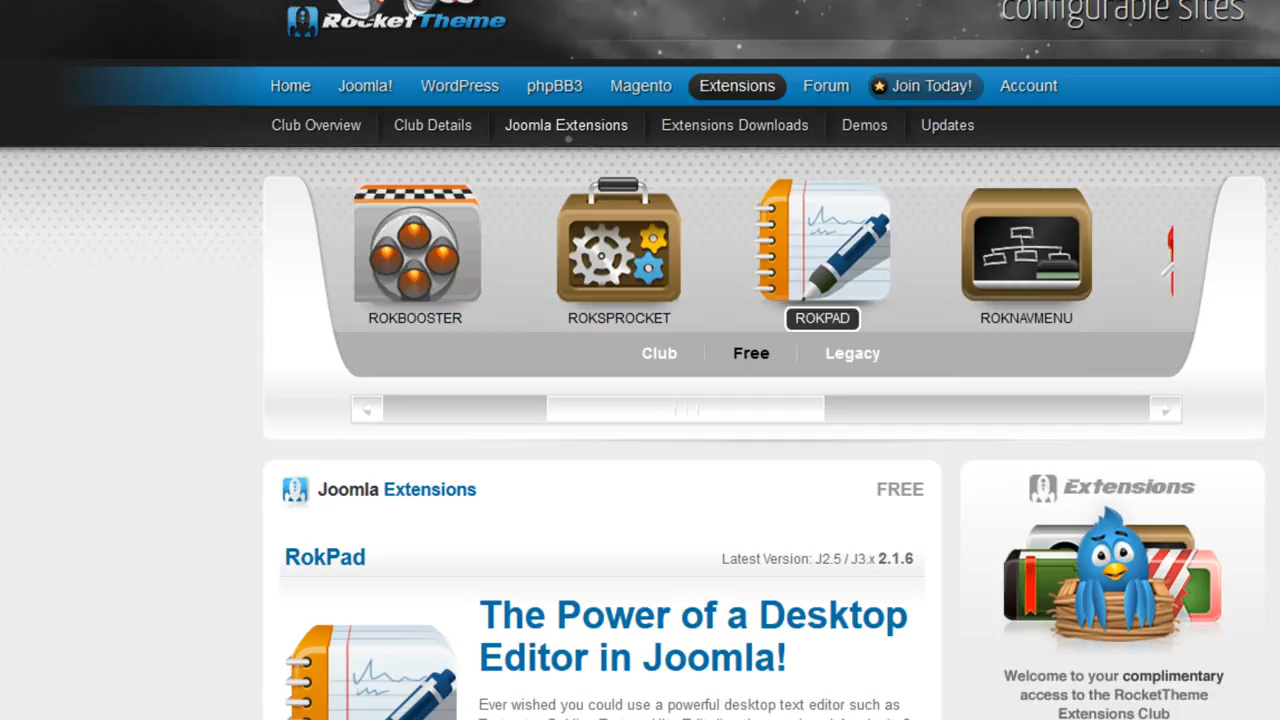 configurable sites
RocketTheme
Home Joomla! WordPress phpBB3 Magento Extensions Forum Join Today! Account
Club Overview Club Details Joomla Extensions Extensions Downloads Demos Updates
ROKBOOSTER ROKSPROCKET ROKPAD ROKNAVMENU
Club Free Legacy
Joomla Extensions FREE
Extensions
RokPad Latest Version: J2.5 / J3.x 2.1.6
The Power of a Desktop
Editor in Joomla!
Ever wished you could use a powerful desktop text editor such as
Welcome to your complimentary
access to the RocketTheme
Extensions Club